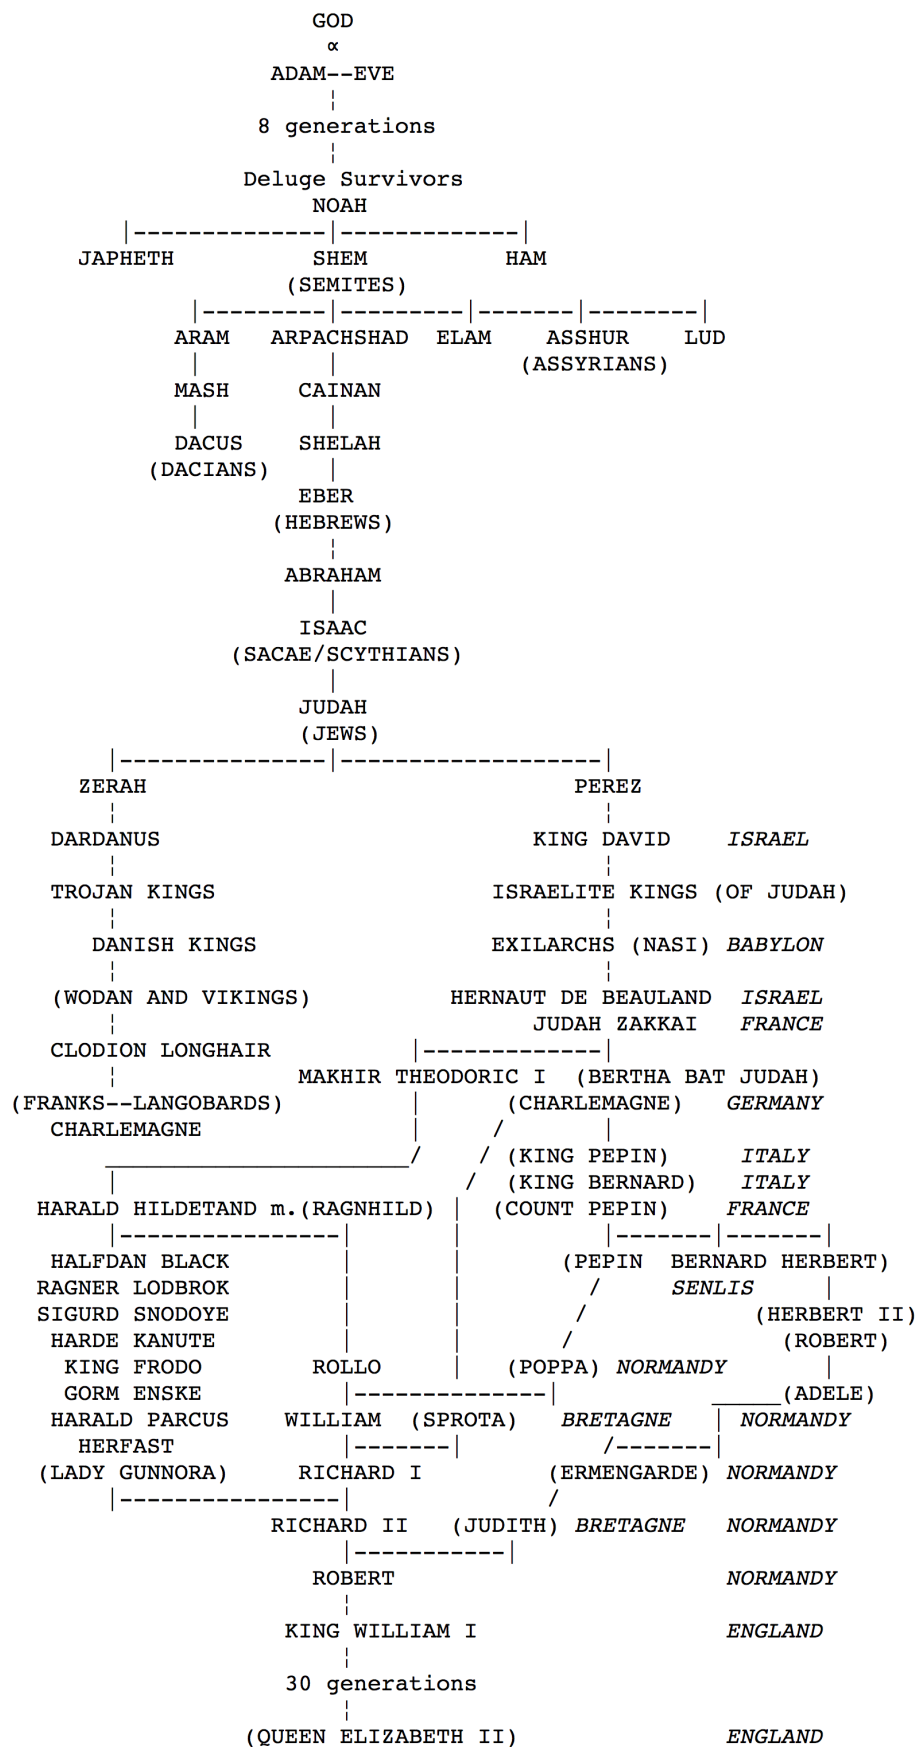 GOD
∝
ADAM--EVE
8 generations
Deluge Survivors
NOAH
JAPHETH SHEM HAM
(SEMITES)
ARAM ARPACHSHAD ELAM ASSHUR LUD
(ASSYRIANS)
MASH CAINAN
DACUS SHELAH
(DACIANS)
EBER
(HEBREWS)
ABRAHAM
ISAAC
(SACAE/SCYTHIANS)
JUDAH
(JEWS)
ZERAH PEREZ
DARDANUS KING DAVID ISRAEL
TROJAN KINGS ISRAELITE KINGS (OF JUDAH)
DANISH KINGS EXILARCHS (NASI) BABYLON
(WODAN AND VIKINGS) HERNAUT DE BEAULAND ISRAEL
JUDAH ZAKKAI FRANCE
CLODION LONGHAIR
MAKHIR THEODORIC I (BERTHA BAT JUDAH)
(FRANKS--LANGOBARDS) (CHARLEMAGNE) GERMANY
CHARLEMAGNE
(KING PEPIN) ITALY
(KING BERNARD) ITALY
HARALD HILDETAND m.(RAGNHILD) (COUNT PEPIN) FRANCE
HALFDAN BLACK (PEPIN BERNARD HERBERT)
RAGNER LODBROK SENLIS
SIGURD SNODOYE (HERBERT II)
HARDE KANUTE (ROBERT)
KING FRODO ROLLO (POPPA) NORMANDY
GORM ENSKE (ADELE)
HARALD PARCUS WILLIAM (SPROTA) BRETAGNE NORMANDY
HERFAST
(LADY GUNNORA) RICHARD I (ERMENGARDE) NORMANDY
RICHARD II (JUDITH) BRETAGNE NORMANDY
ROBERT NORMANDY
KING WILLIAM I ENGLAND
30 generations
(QUEEN ELIZABETH II) ENGLAND